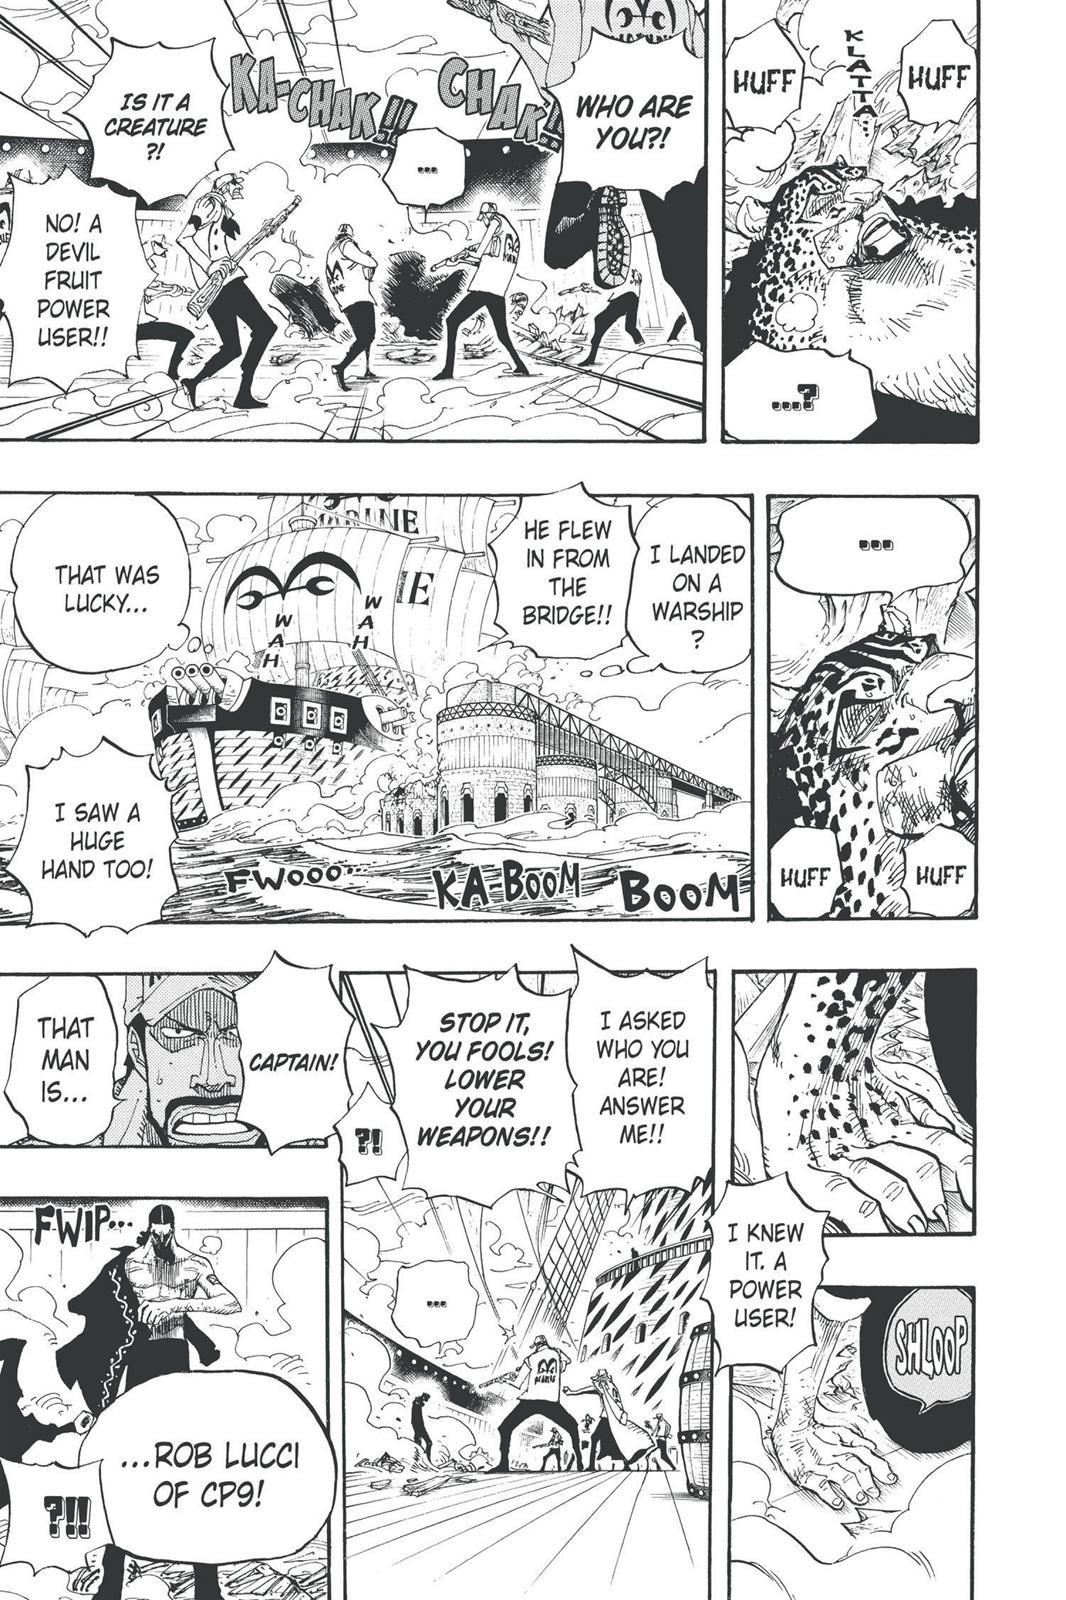 HUFF
KLATTA...
HUFF
...?
WHO ARE
YOU?!
CHAK!
KA-CHAK!!
...
IS IT A
CREATURE
?!
NO! A
DEVIL
FRUIT
POWER
USER!!
...
HUFF
HUFF
I LANDED
ON A
WARSHIP
?
HE FLEW
IN FROM
THE
BRIDGE!!
MARINE
WAH
WAH
THAT WAS
LUCKY...
I SAW A
HUGE
HAND TOO!
FWOOO...
KA-BOOM
BOOM
I KNEW
IT. A
POWER
USER!
SHLOOP
I ASKED
WHO YOU
ARE!
ANSWER
ME!!
STOP IT,
YOU FOOLS!
LOWER
YOUR
WEAPONS!!
?!
...
MARINE
CAPTAIN!
THAT
MAN
IS...
FWIP...
...ROB LUCCI
OF CP9!
?!!